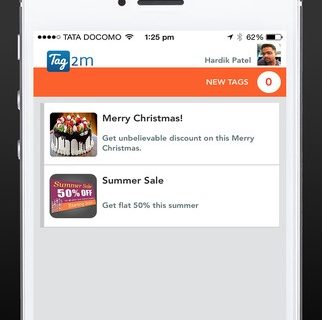 TATA DOCOMO 1:25 pm 62%
Tag2m
Hardik Patel
NEW TAGS 0
Merry Christmas!
Get unbelievable discount on this Merry
Christmas.
Summer Sale
Summer Sale
50% OFF
Get flat 50% this summer